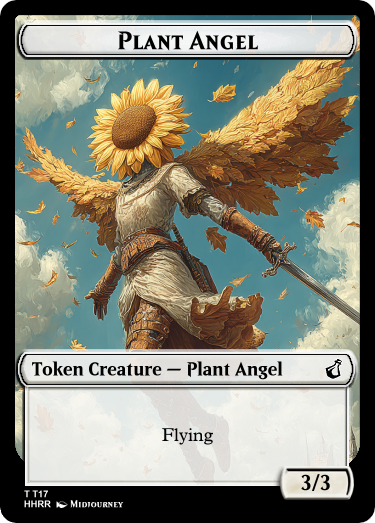 Plant Angel
Token Creature — Plant Angel
Flying
3/3
T T17
HHRR Midjourney